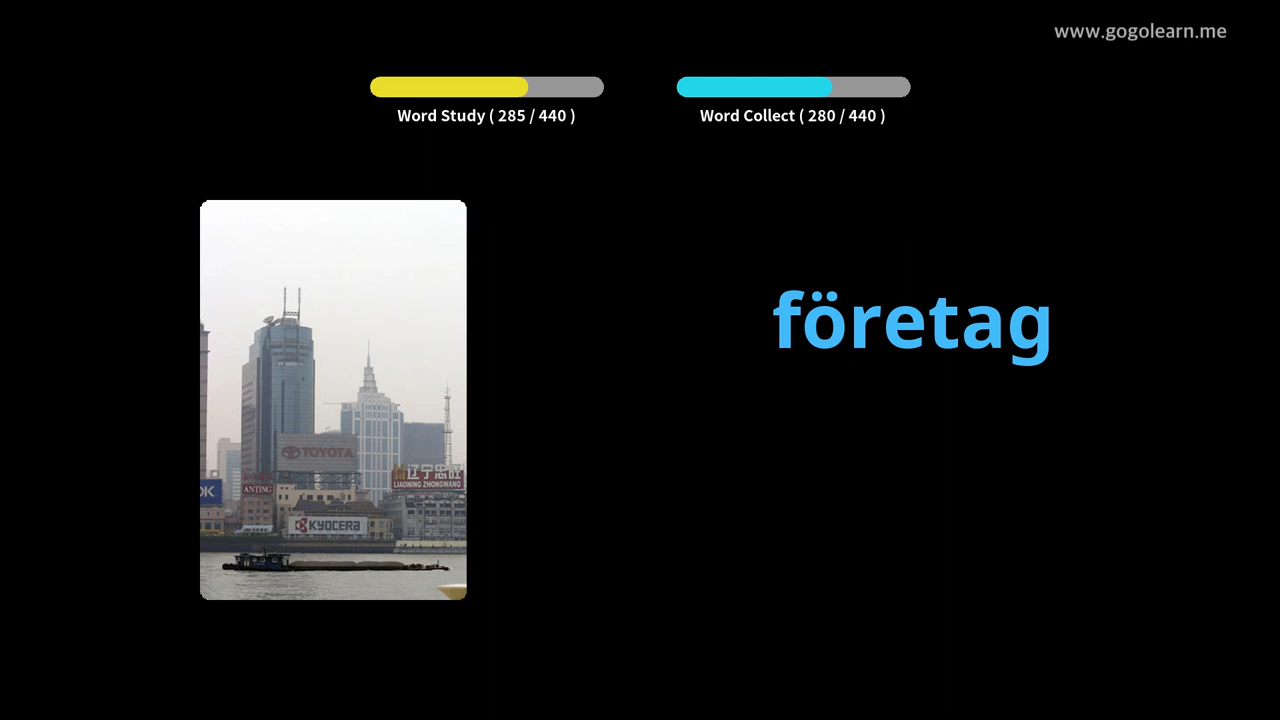 www.gogolearn.me
Word Study ( 285 / 440 )
Word Collect ( 280 / 440 )
företag
TOYOTA
辽宁忠旺
LIAONING ZHONGWANG
ANTING
OK
KYOCERA